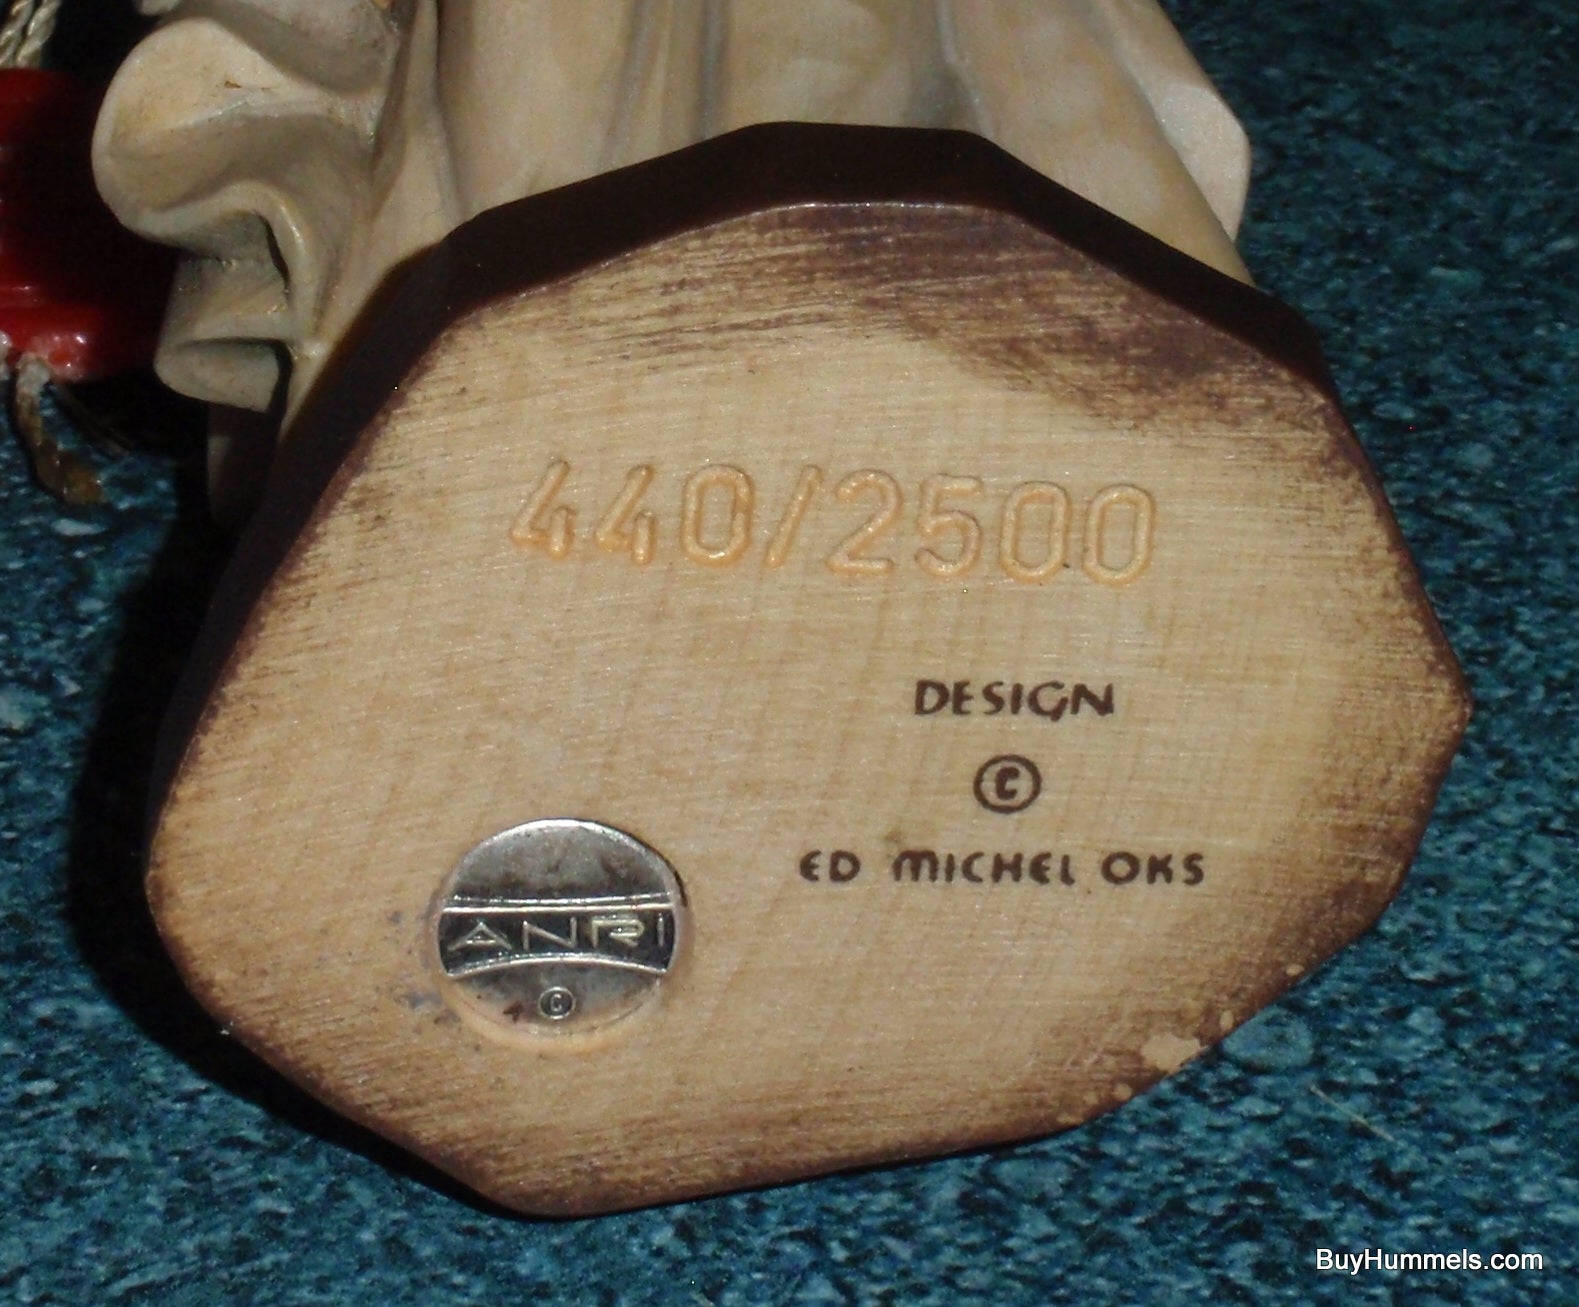 440/2500
DESIGN
©
ED MICHEL OKS
ANRI
©
BuyHummels.com